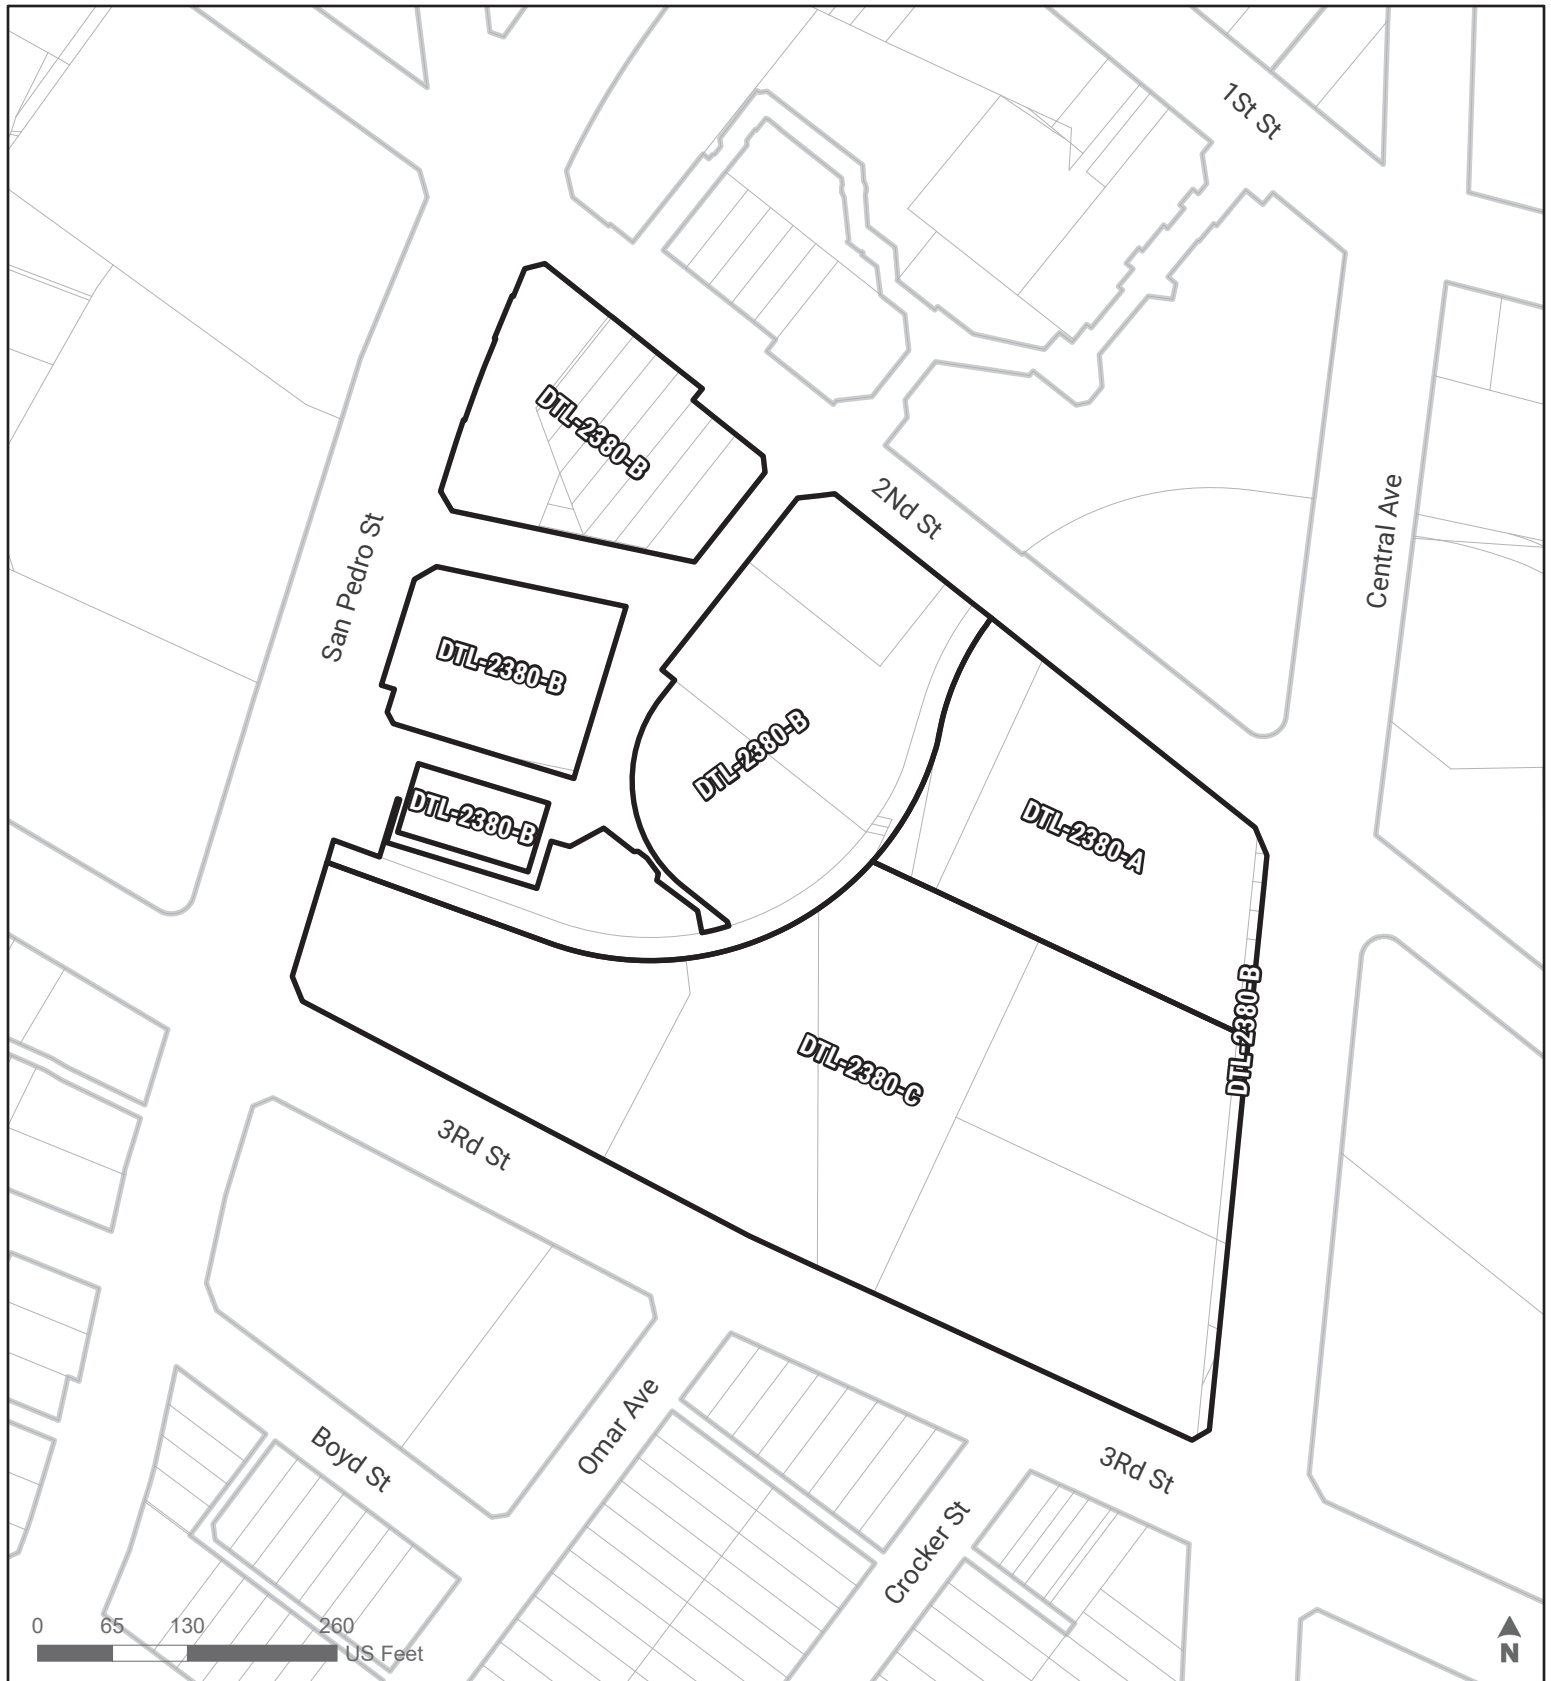 1St St
DTL-2380-B
2Nd St
Central Ave
San Pedro St
DTL-2380-B
DTL-2380-B
DTL-2380-B
DTL-2380-A
DTL-2380-B
DTL-2380-C
3Rd St
Omar Ave
Boyd St
3Rd St
Crocker St
0 65 130 260
US Feet
N